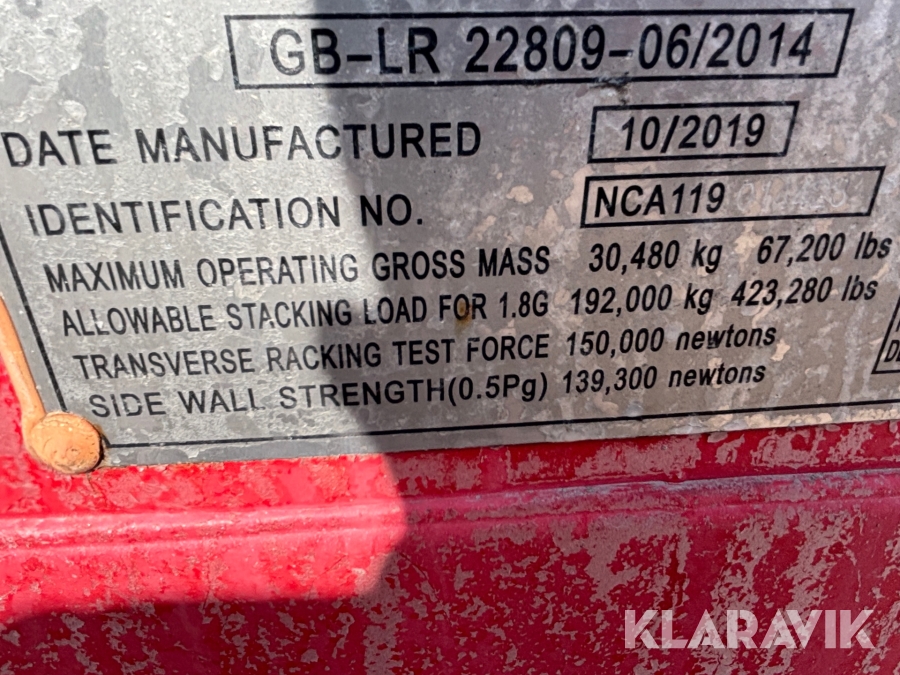 GB-LR 22809-06/2014
DATE MANUFACTURED 10/2019
IDENTIFICATION NO. NCA119
MAXIMUM OPERATING GROSS MASS 30,480 kg 67,200 lbs
ALLOWABLE STACKING LOAD FOR 1.8G 192,000 kg 423,280 lbs
TRANSVERSE RACKING TEST FORCE 150,000 newtons
SIDE WALL STRENGTH(0.5Pg) 139,300 newtons
KLARAVIK